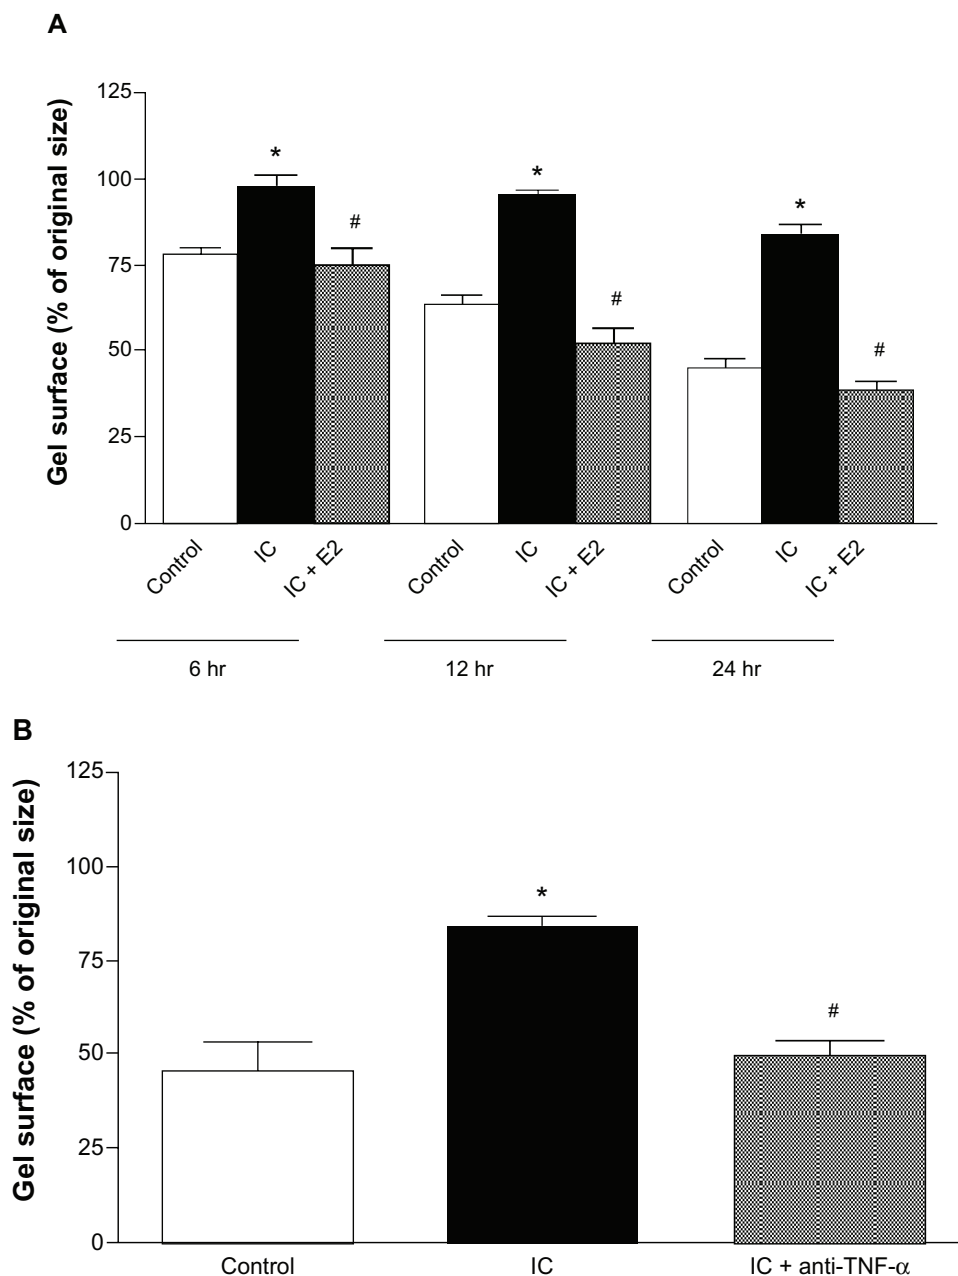 A
Gel surface (% of original size)
125
100
75
50
25
0
*
#
*
#
*
#
Control
IC
IC + E2
Control
IC
IC + E2
Control
IC
IC + E2
6 hr
12 hr
24 hr
B
Gel surface (% of original size)
125
100
75
50
25
0
*
#
Control
IC
IC + anti-TNF-α